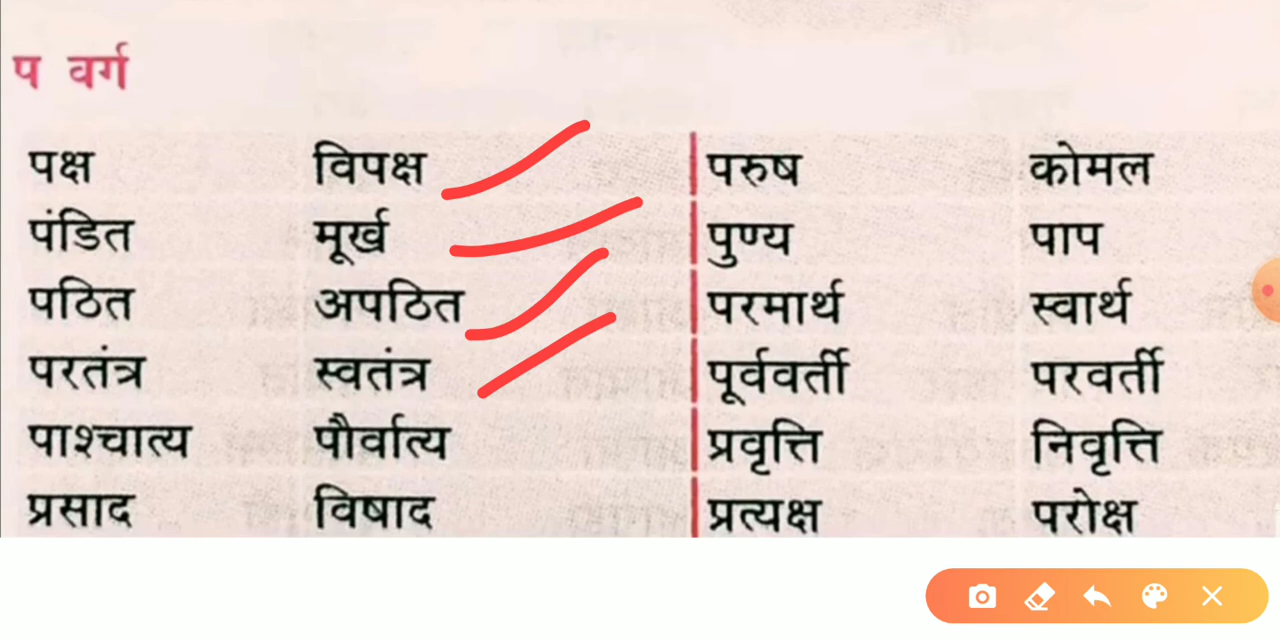 प वर्ग
पक्ष विपक्ष परुष कोमल
पंडित मूर्ख पुण्य पाप
पठित अपठित परमार्थ स्वार्थ
परतंत्र स्वतंत्र पूर्ववर्ती परवर्ती
पाश्चात्य पौर्वात्य प्रवृत्ति निवृत्ति
प्रसाद विषाद प्रत्यक्ष परोक्ष